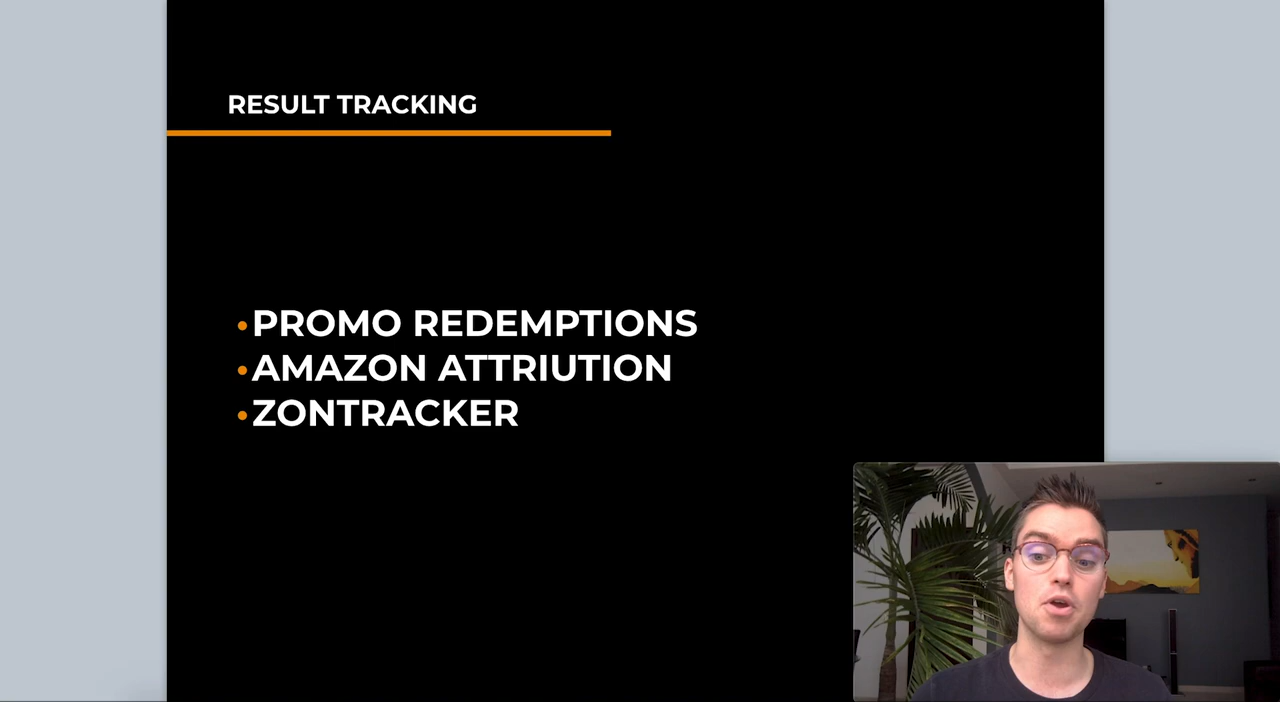 RESULT TRACKING
•PROMO REDEMPTIONS
•AMAZON ATTRIUTION
•ZONTRACKER